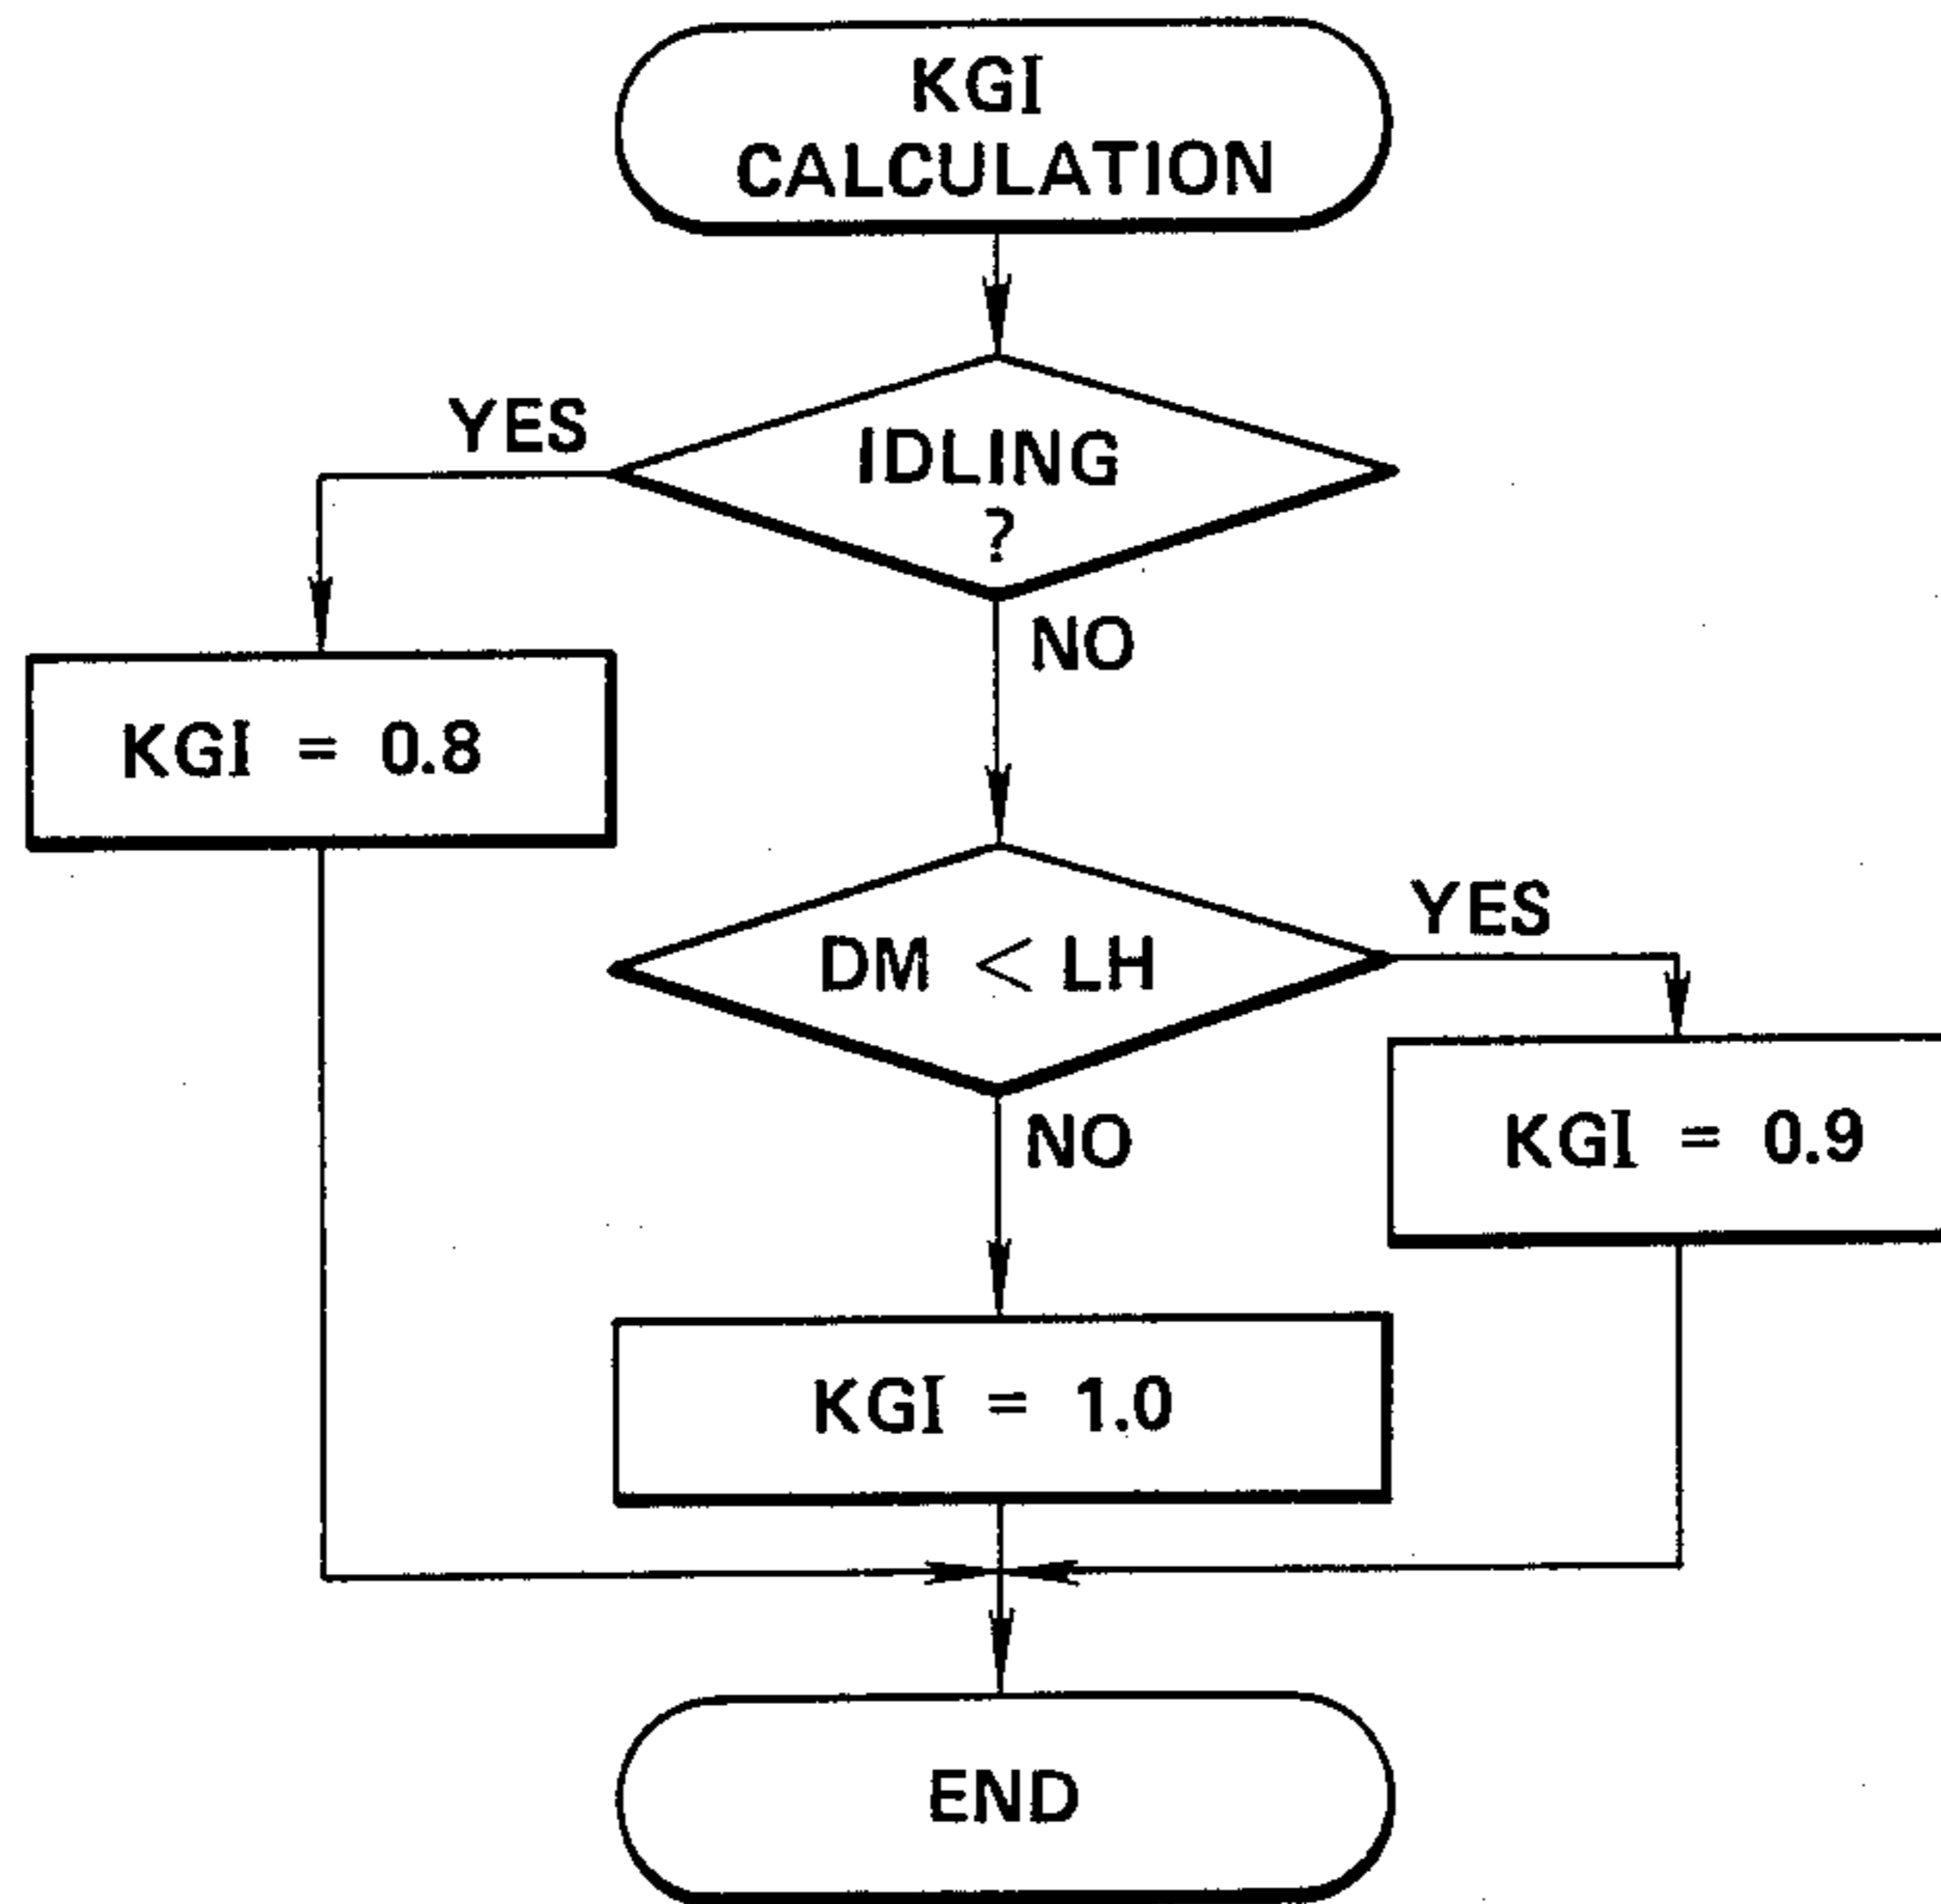 KGI
CALCULATION
YES
IDLING
?
NO
KGI = 0.8
YES
DM < LH
NO
KGI = 0.9
KGI = 1.0
END